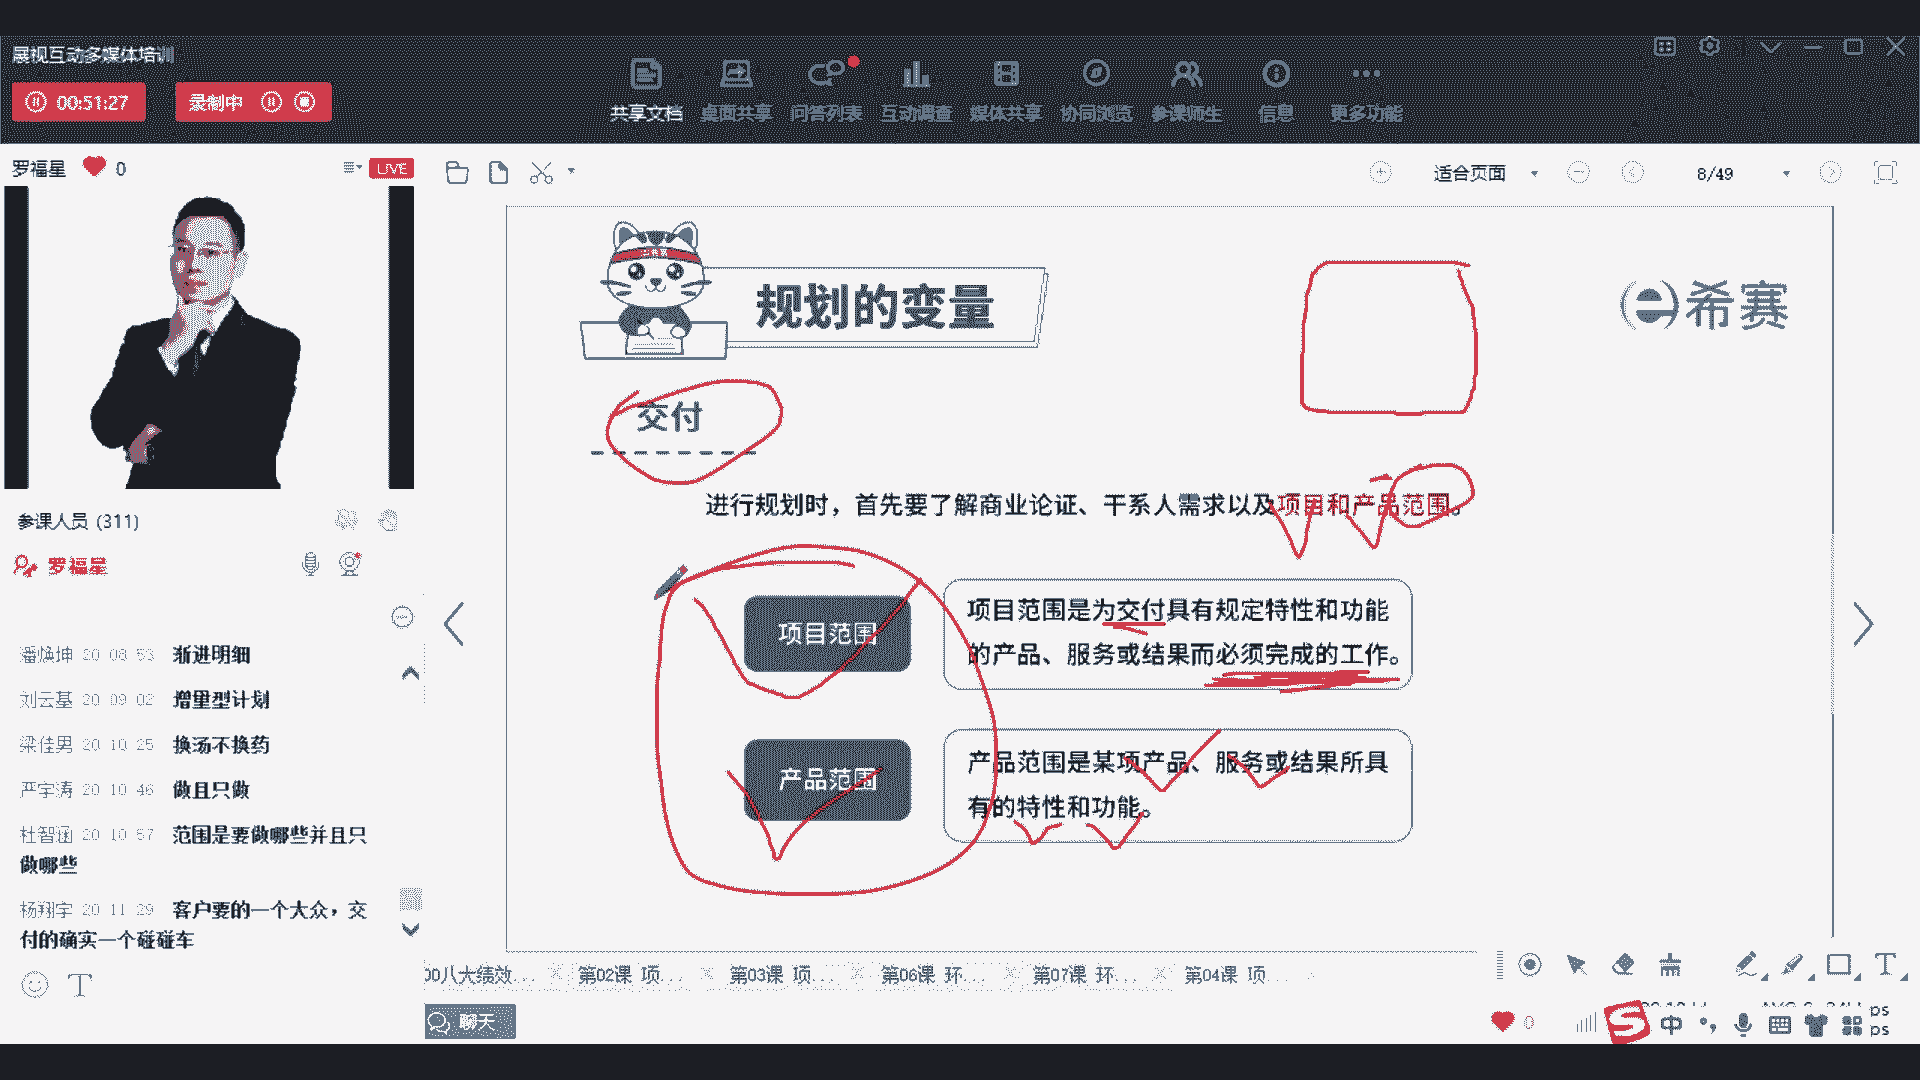 展视互动多媒体培训
00:51:27
录制中
共享文档 桌面共享 问答列表 互动调查 媒体共享 协同浏览 参课师生 信息 更多功能
罗福星 0 LIVE
适合页面 8/49
规划的变量
希赛
交付
进行规划时，首先要了解商业论证、干系人需求以及项目和产品范围。
项目范围
项目范围是为交付具有规定特性和功能
的产品、服务或结果而必须完成的工作。
产品范围
产品范围是某项产品、服务或结果所具
有的特性和功能。
参课人员 (311)
罗福星
潘焕坤 20 08 53 渐进明细
刘云基 20 09 02 增量型计划
梁佳男 20 10 25 换汤不换药
严宇涛 20 10 46 做且只做
杜智涵 20 10 57 范围是要做哪些并且只
做哪些
杨翔宇 20 11 29 客户要的一个大众，交
付的确实一个碰碰车
00八大绩效... 第02课 项... 第03课 项... 第06课 环... 第07课 环... 第04课 项...
聊天
0
中
ps
ps